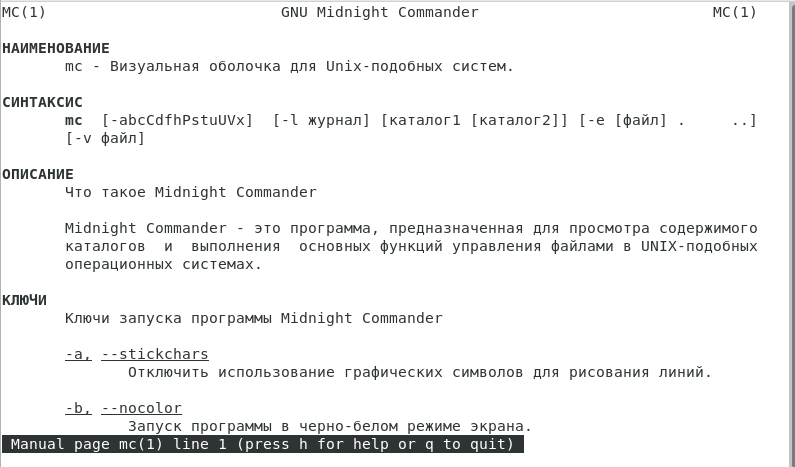 MC(1) GNU Midnight Commander MC(1)
НАИМЕНОВАНИЕ
mc - Визуальная оболочка для Unix-подобных систем.
СИНТАКСИС
mc [-abcCdfhPstuUVx] [-l журнал] [каталог1 [каталог2]] [-e [файл] . ..]
[-v файл]
ОПИСАНИЕ
Что такое Midnight Commander
Midnight Commander - это программа, предназначенная для просмотра содержимого
каталогов и выполнения основных функций управления файлами в UNIX-подобных
операционных системах.
КЛЮЧИ
Ключи запуска программы Midnight Commander
-a, --stickchars
Отключить использование графических символов для рисования линий.
-b, --nocolor
Запуск программы в черно-белом режиме экрана.
Manual page mc(1) line 1 (press h for help or q to quit)